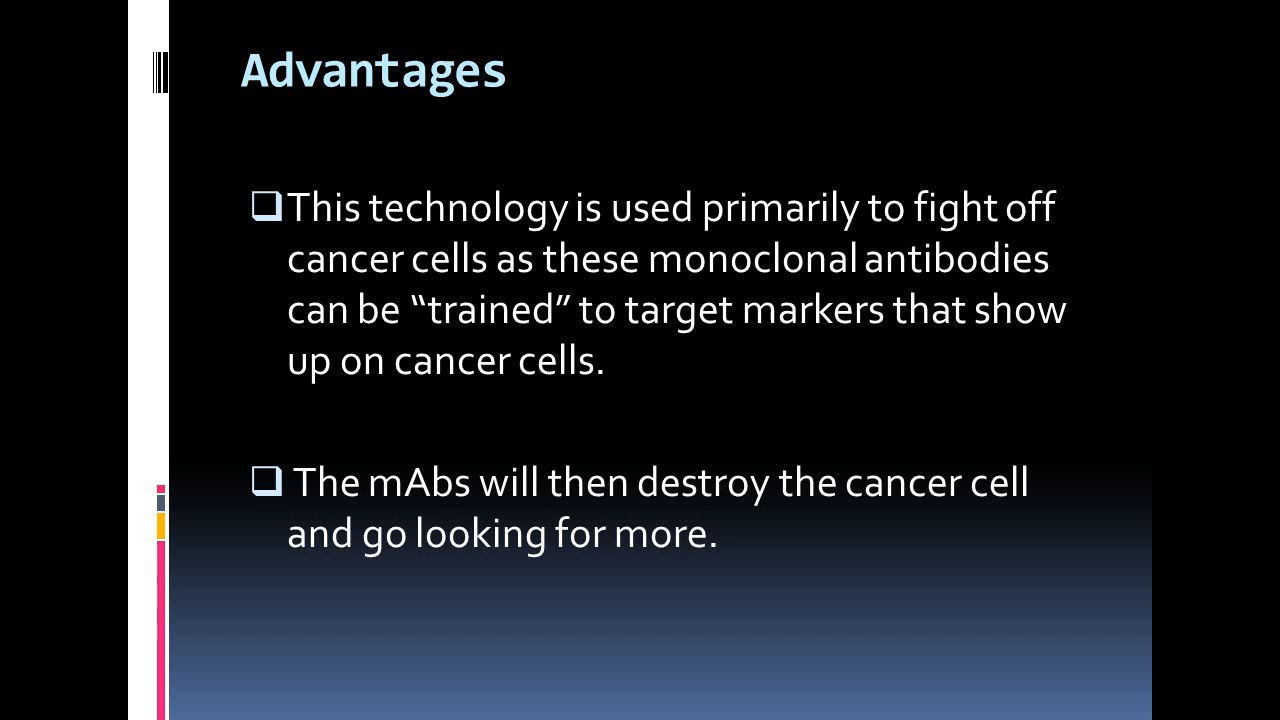 Advantages
This technology is used primarily to fight off
cancer cells as these monoclonal antibodies
can be “trained” to target markers that show
up on cancer cells.
The mAbs will then destroy the cancer cell
and go looking for more.